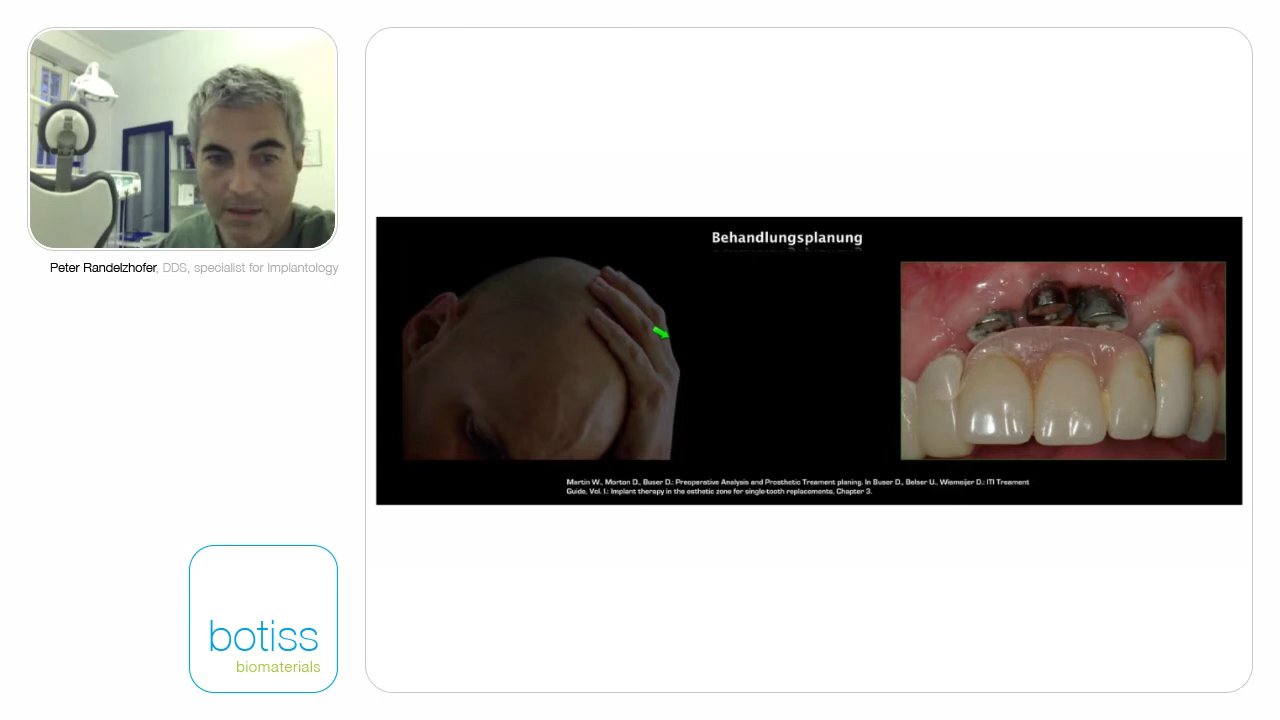 Peter Randelzhofer, DDS, specialist for Implantology
Behandlungsplanung
Martin W., Morton D., Buser D.: Preoperative Analysis and Prosthetic Treament planing. In Buser D., Belser U., Wismeijer D.: ITI Treament
Guide, Vol. I.: Implant therapy in the esthetic zone for single-tooth replacements, Chapter 3.
botiss
biomaterials